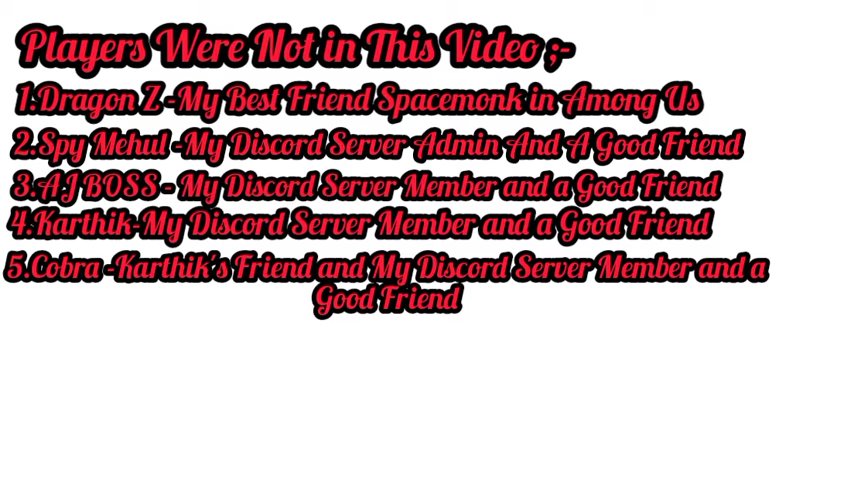 Players Were Not in This Video ;-
1.Dragon Z -My Best Friend Spacemonk in Among Us
2.Spy Mehul -My Discord Server Admin And A Good Friend
3.AJ BOSS - My Discord Server Member and a Good Friend
4.Karthik-My Discord Server Member and a Good Friend
5.Cobra -Karthik's Friend and My Discord Server Member and a
Good Friend